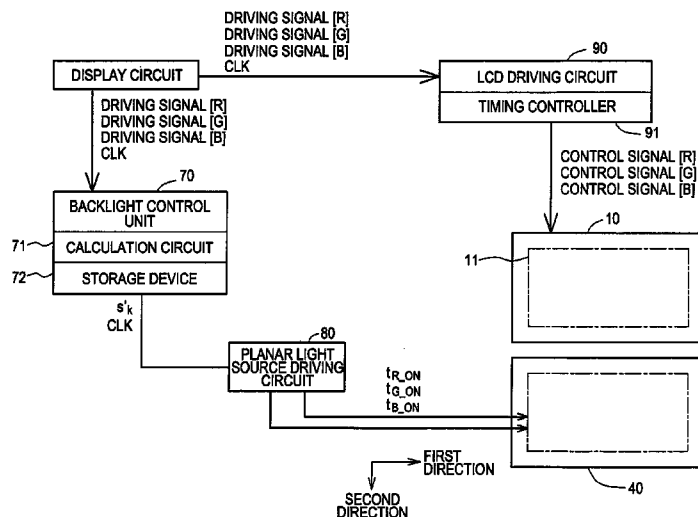 DRIVING SIGNAL [R]
DRIVING SIGNAL [G]
DRIVING SIGNAL [B]
CLK
90
DISPLAY CIRCUIT
LCD DRIVING CIRCUIT
TIMING CONTROLLER
91
DRIVING SIGNAL [R]
DRIVING SIGNAL [G]
DRIVING SIGNAL [B]
CLK
CONTROL SIGNAL [R]
CONTROL SIGNAL [G]
CONTROL SIGNAL [B]
70
BACKLIGHT CONTROL
UNIT
71
CALCULATION CIRCUIT
72
STORAGE DEVICE
10
11
s'k
CLK
80
PLANAR LIGHT
SOURCE DRIVING
CIRCUIT
tR_ON
tG_ON
tB_ON
FIRST
DIRECTION
SECOND
DIRECTION
40